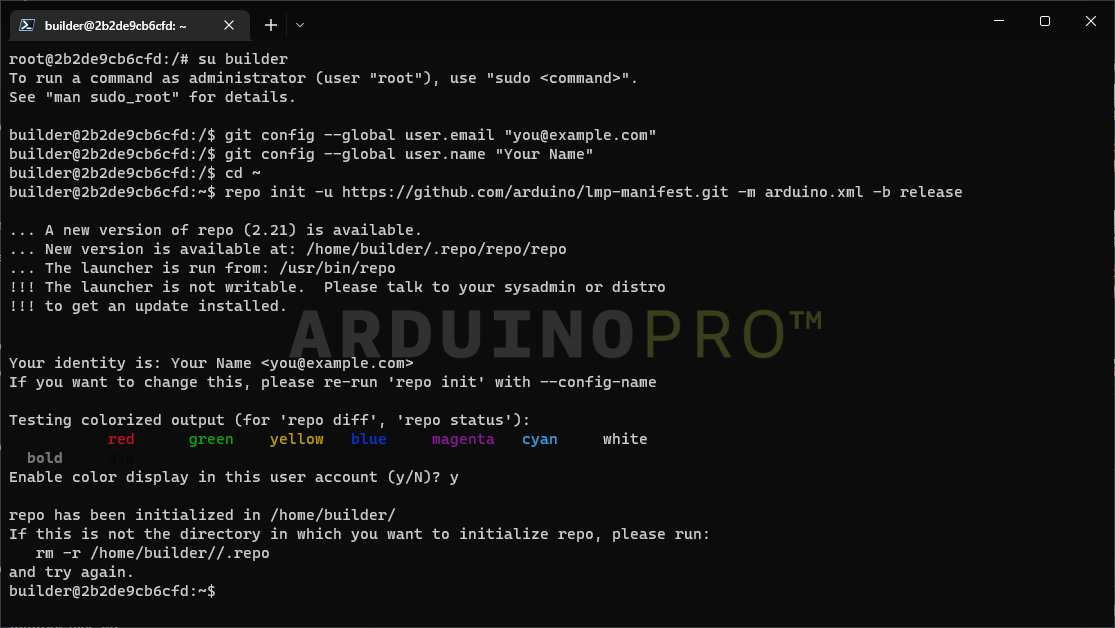 builder@2b2de9cb6cfd: ~
root@2b2de9cb6cfd:/# su builder
To run a command as administrator (user "root"), use "sudo <command>".
See "man sudo_root" for details.
builder@2b2de9cb6cfd:/$ git config --global user.email "you@example.com"
builder@2b2de9cb6cfd:/$ git config --global user.name "Your Name"
builder@2b2de9cb6cfd:/$ cd ~
builder@2b2de9cb6cfd:~$ repo init -u https://github.com/arduino/lmp-manifest.git -m arduino.xml -b release
... A new version of repo (2.21) is available.
... New version is available at: /home/builder/.repo/repo/repo
... The launcher is run from: /usr/bin/repo
!!! The launcher is not writable.  Please talk to your sysadmin or distro
!!! to get an update installed.
ARDUINOPRO™
Your identity is: Your Name <you@example.com>
If you want to change this, please re-run 'repo init' with --config-name
Testing colorized output (for 'repo diff', 'repo status'):
red green yellow blue magenta cyan white
bold dim
Enable color display in this user account (y/N)? y
repo has been initialized in /home/builder/
If this is not the directory in which you want to initialize repo, please run:
rm -r /home/builder//.repo
and try again.
builder@2b2de9cb6cfd:~$